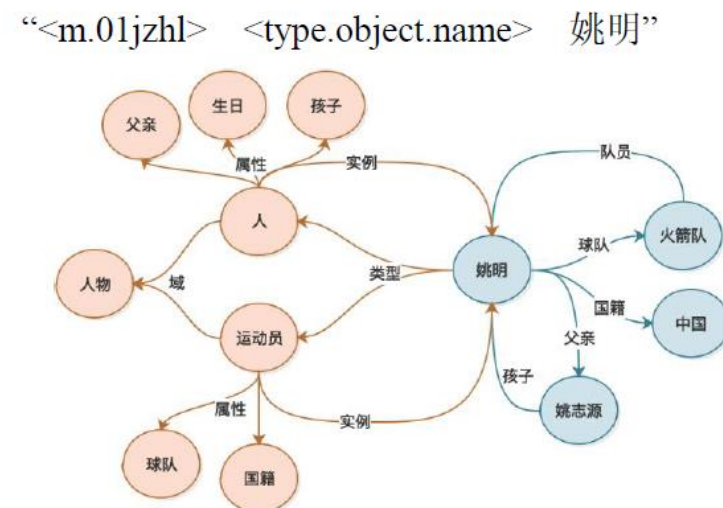 “<m.01jzhl> <type.object.name> 姚明”
父亲
生日
孩子
属性
实例
队员
人
火箭队
球队
人物
域
类型
姚明
国籍
中国
运动员
父亲
孩子
姚志源
属性
实例
球队
国籍